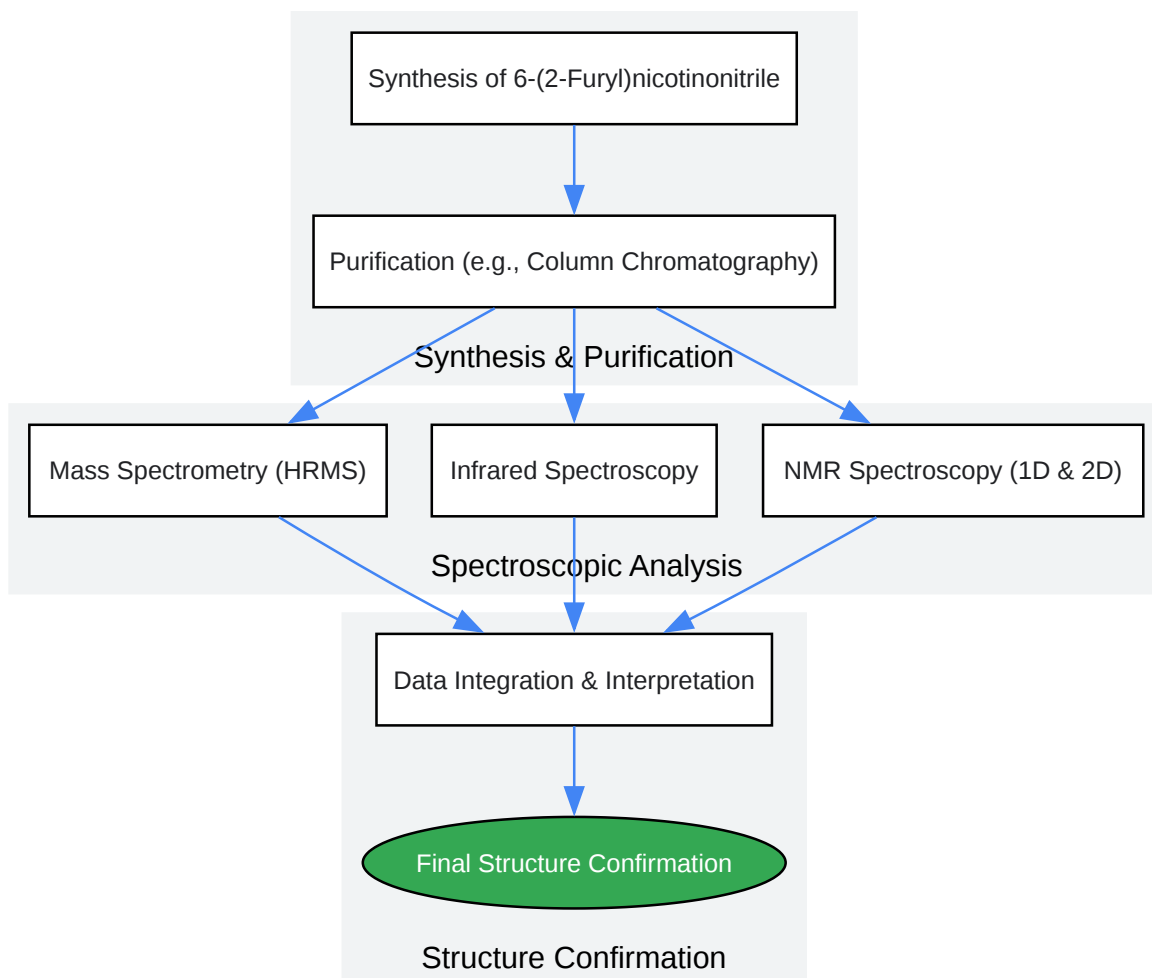 Synthesis of 6-(2-Furyl)nicotinonitrile
Purification (e.g., Column Chromatography)
Synthesis & Purification
Mass Spectrometry (HRMS)
Infrared Spectroscopy
NMR Spectroscopy (1D & 2D)
Spectroscopic Analysis
Data Integration & Interpretation
Final Structure Confirmation
Structure Confirmation